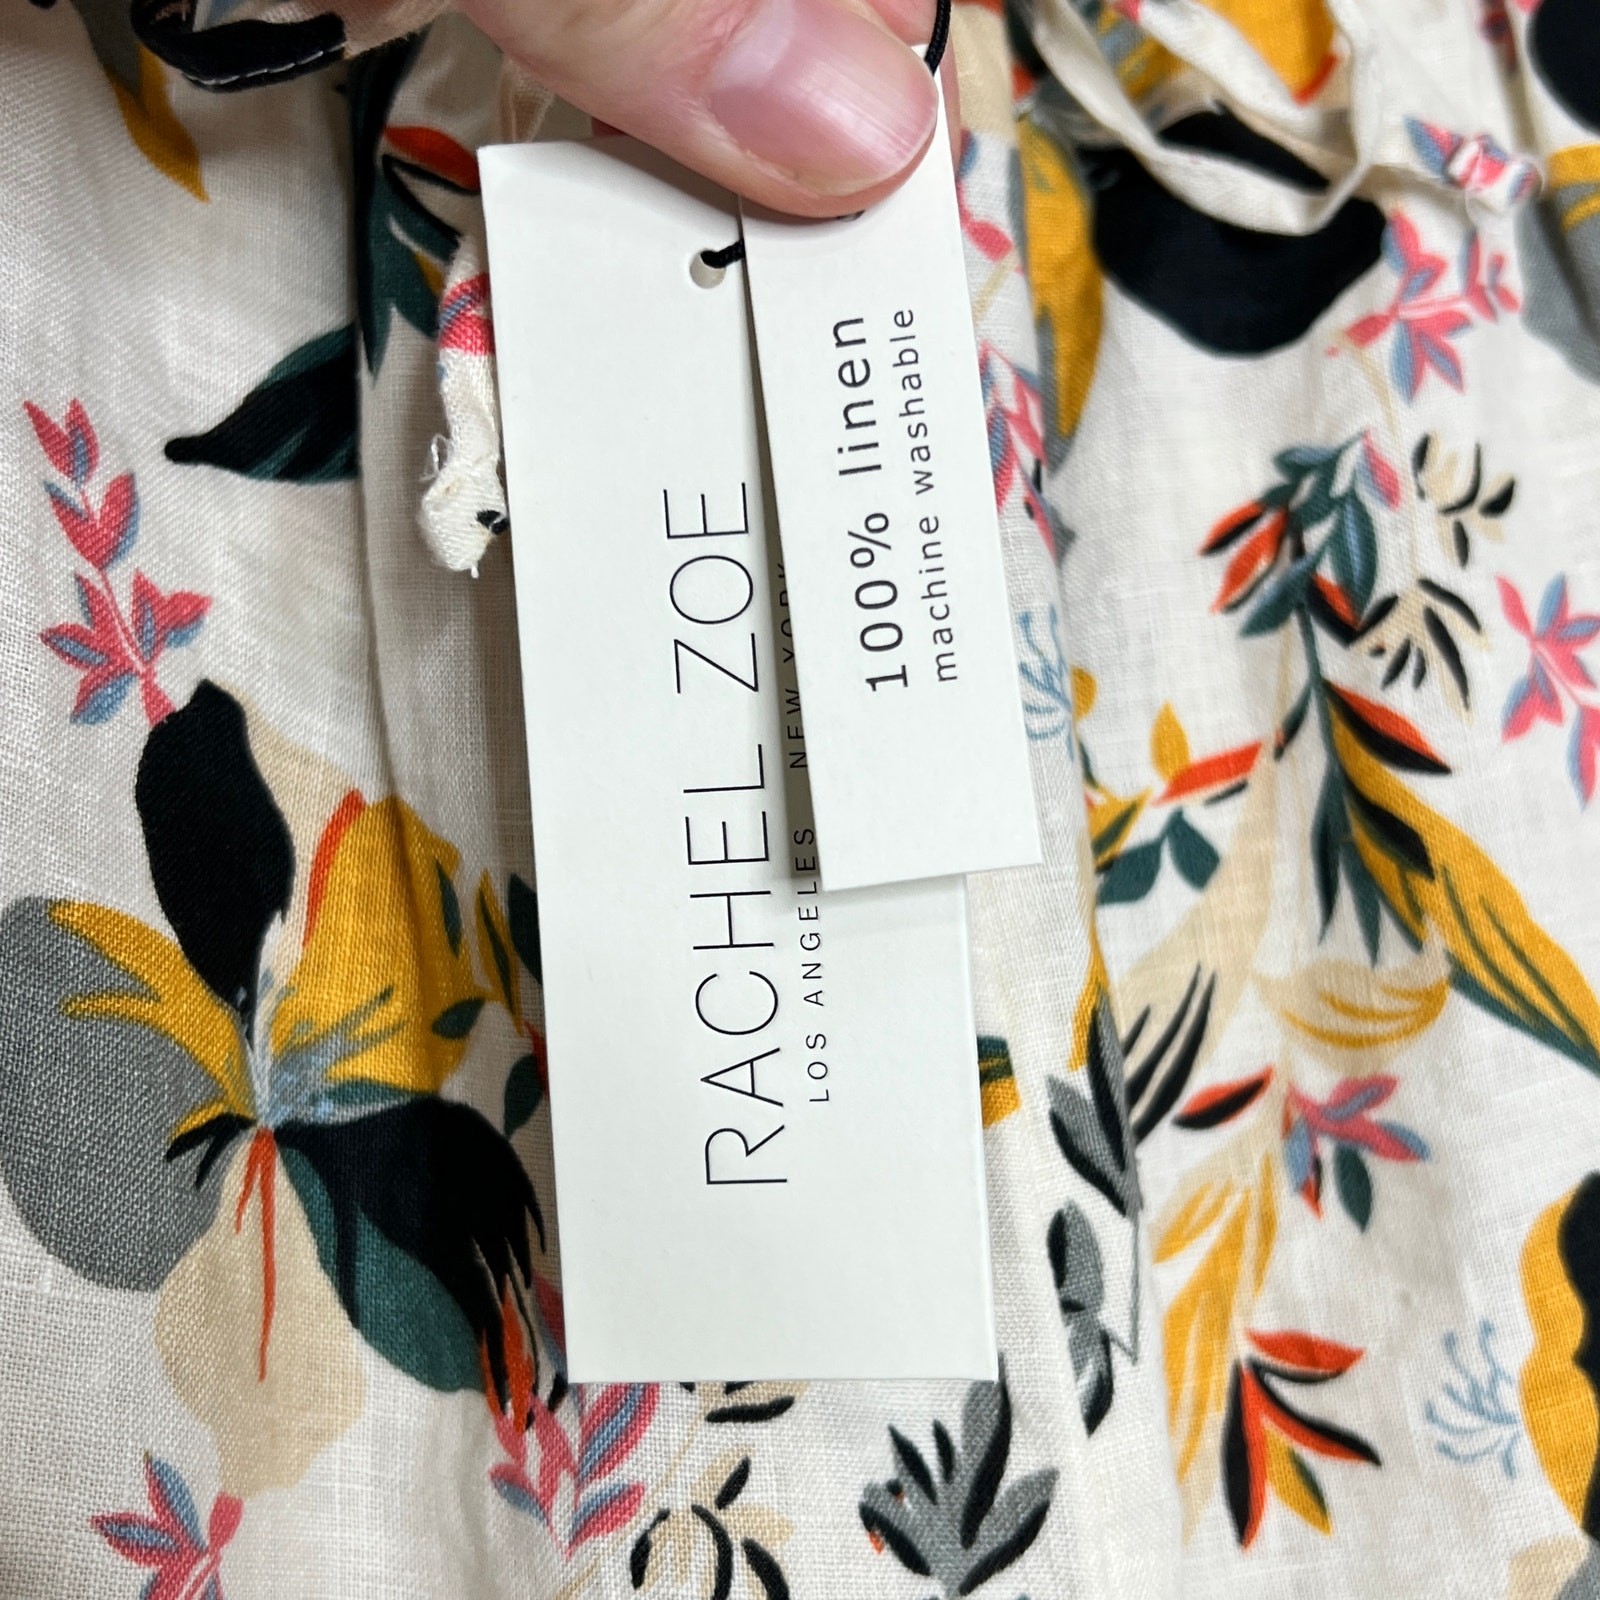 RACHEL ZOE
LOS ANGELES NEW YORK
100% linen
machine washable